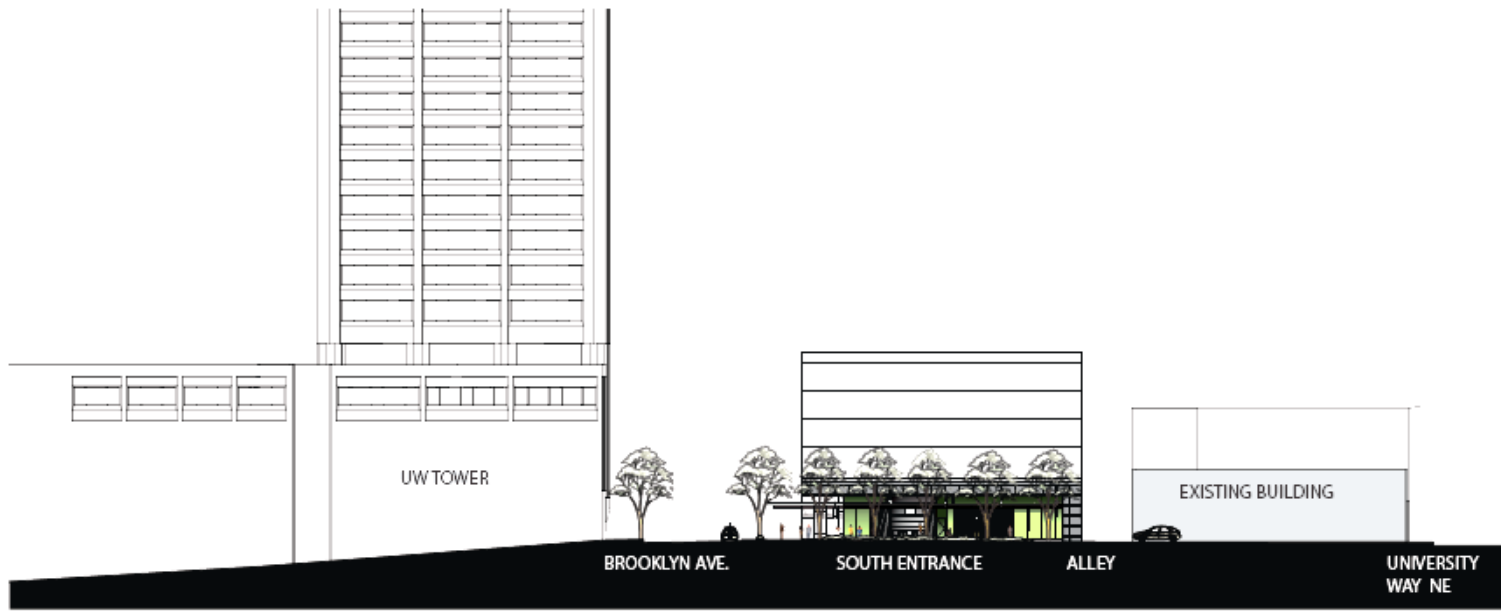 UW TOWER
EXISTING BUILDING
BROOKLYN AVE.
SOUTH ENTRANCE
ALLEY
UNIVERSITY
WAY NE